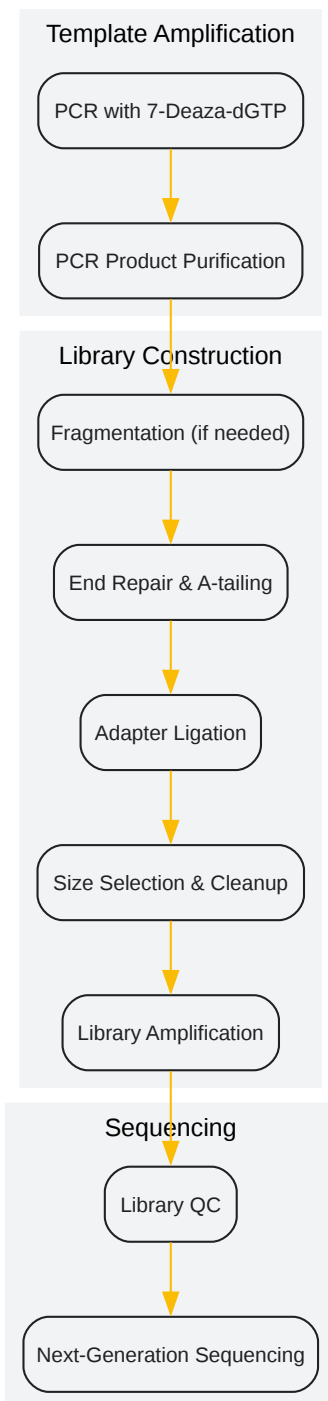 Template Amplification
PCR with 7-Deaza-dGTP
PCR Product Purification
Library Construction
Fragmentation (if needed)
End Repair & A-tailing
Adapter Ligation
Size Selection & Cleanup
Library Amplification
Sequencing
Library QC
Next-Generation Sequencing